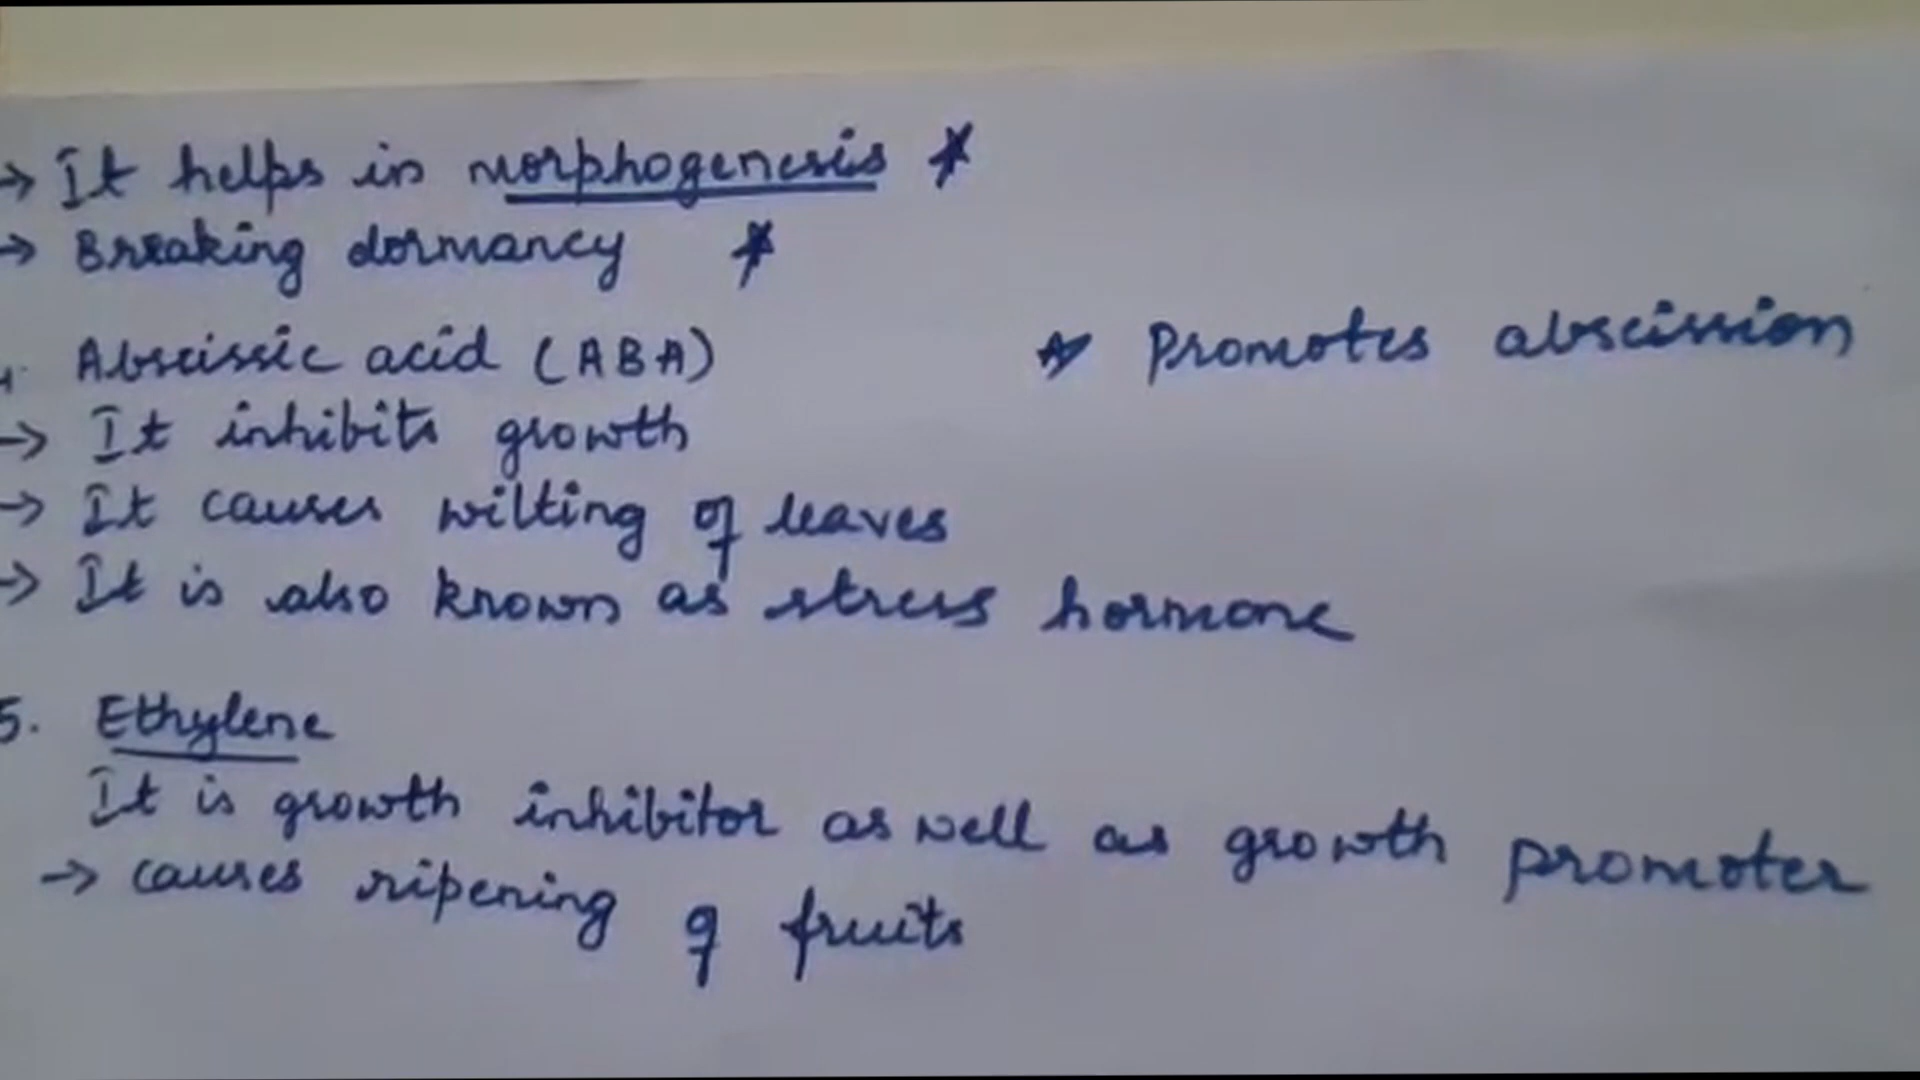 → It helps in morphogenesis *
→ Breaking dormancy *
4. Abscissic acid (ABA) * Promotes abscission
→ It inhibits growth
→ It causes wilting of leaves
→ It is also known as stress hormone
5. Ethylene
It is growth inhibitor as well as growth promoter
→ causes ripening of fruits